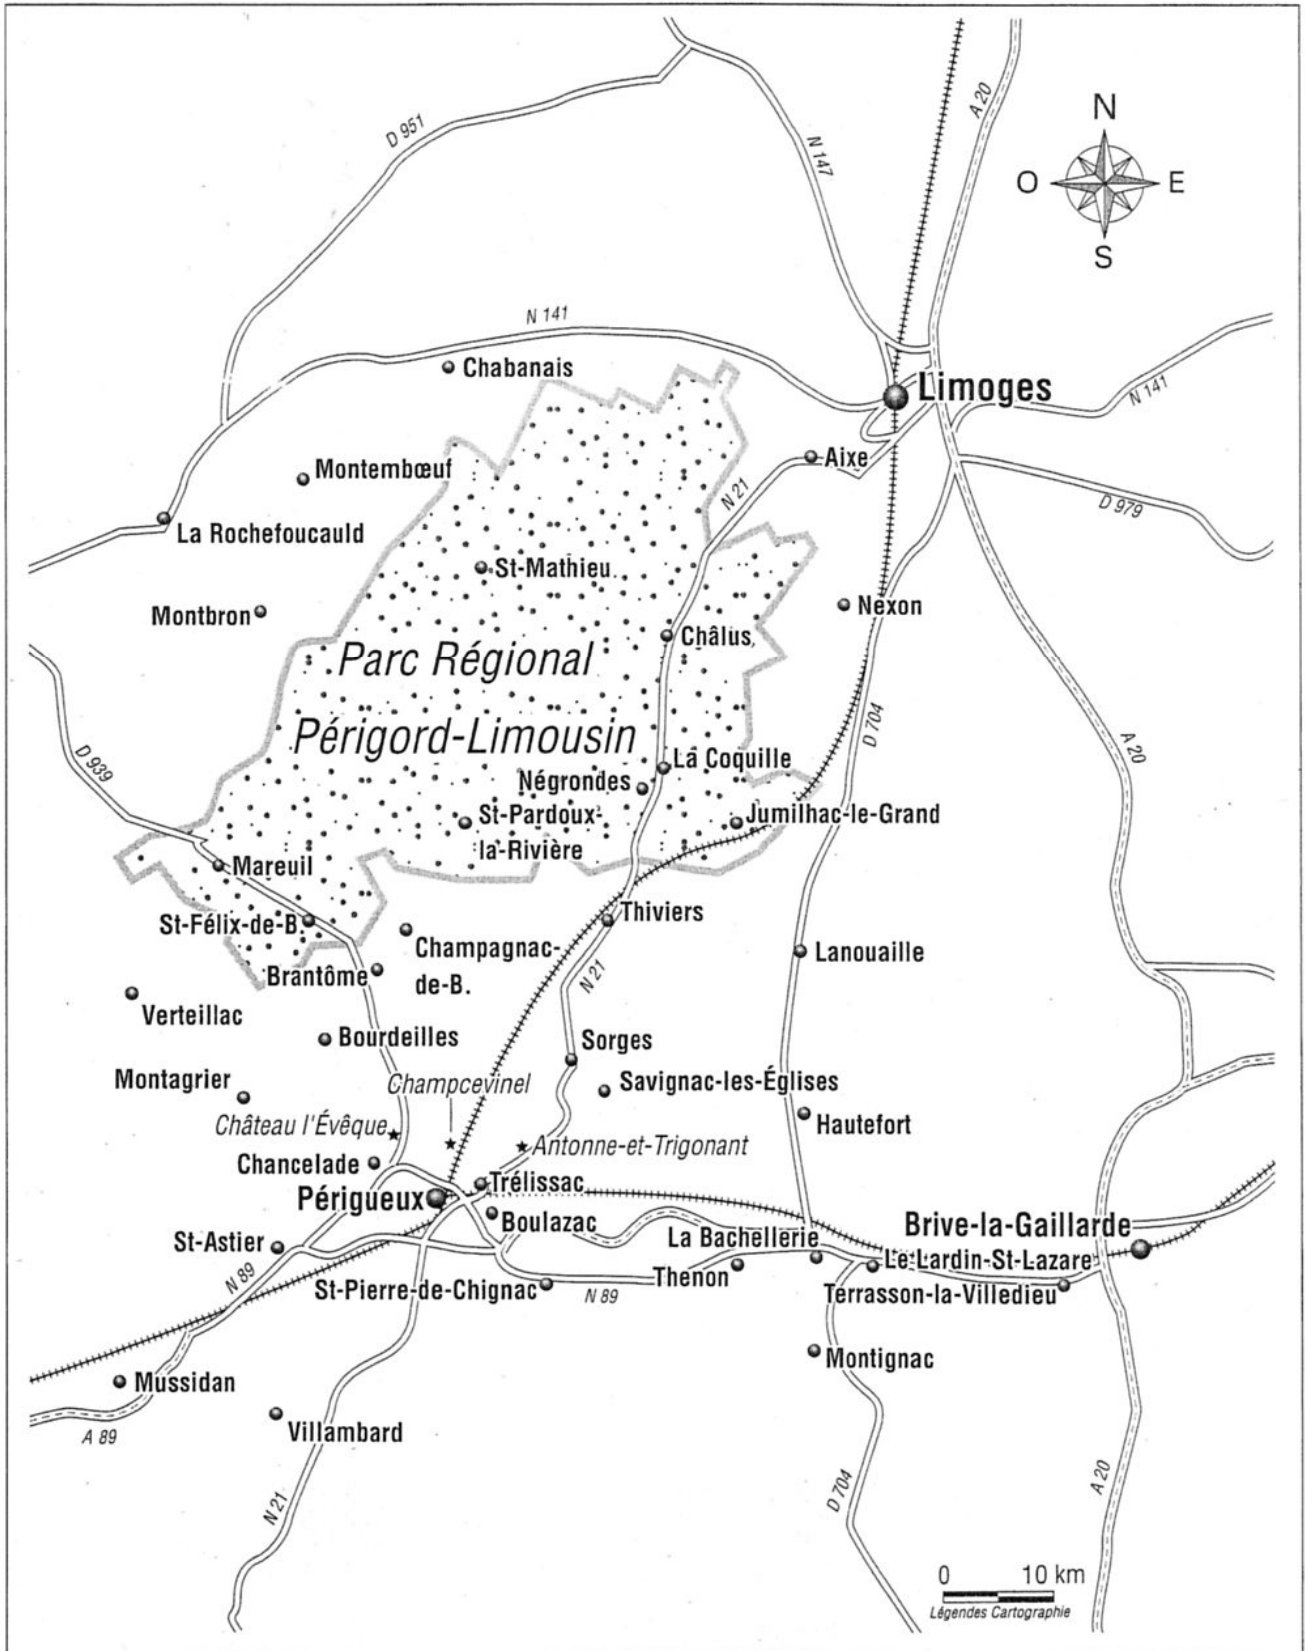 D 951
N 147
A 20
N
O
E
S
N 141
Chabanais
Limoges
N 141
Montembœuf
Aixe
N 21
D 979
La Rochefoucauld
St-Mathieu
Montbron
Nexon
Châlus
Parc Régional
Périgord-Limousin
D 704
D 939
A 20
La Coquille
Négrondes
St-Pardoux-
la-Rivière
Jumilhac-le-Grand
Mareuil
St-Félix-de-B.
Thiviers
Champagnac-
de-B.
Lanouaille
Brantôme
N 21
Verteillac
Bourdeilles
Sorges
Montagrier
Champcevinel
Savignac-les-Églises
Château l'Évêque
Hautefort
Antonne-et-Trigonant
Chancelade
Trélissac
Périgueux
Boulazac
Brive-la-Gaillarde
St-Astier
La Bachellerie
Le Lardin-St-Lazare
N 89
Thenon
St-Pierre-de-Chignac
N 89
Terrasson-la-Villedieu
Montignac
Mussidan
A 89
Villambard
N 21
D 704
A 20
0 10 km
Légendes Cartographie